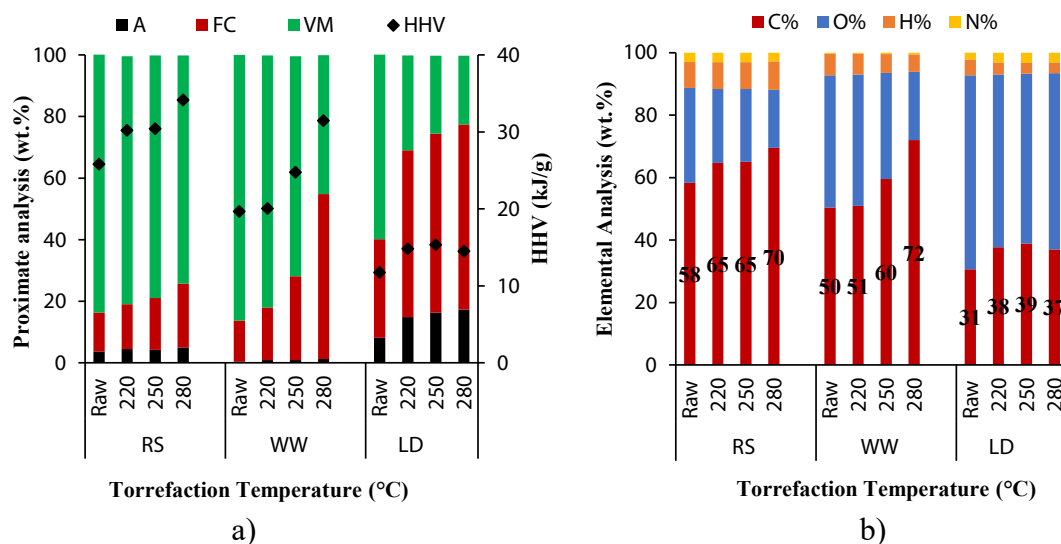 A FC VM HHV
Proximate analysis (wt.%)
100
80
60
40
20
0
40
30
20
10
0
HHV (kJ/g)
Raw 220 250 280 Raw 220 250 280 Raw 220 250 280
RS WW LD
Torrefaction Temperature (°C)
a)
C% O% H% N%
Elemental Analysis (wt.%)
100
80
60
40
20
0
58 65 65 70 50 51 60 72 31 38 39 37
Raw 220 250 280 Raw 220 250 280 Raw 220 250 280
RS WW LD
Torrefaction Temperature (°C)
b)